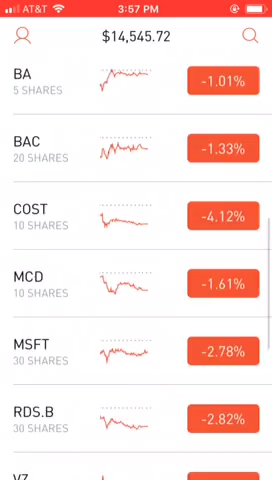 AT&T 3:57 PM
$14,545.72
BA
5 SHARES
-1.01%
BAC
20 SHARES
-1.33%
COST
10 SHARES
-4.12%
MCD
10 SHARES
-1.61%
MSFT
30 SHARES
-2.78%
RDS.B
30 SHARES
-2.82%
VZ